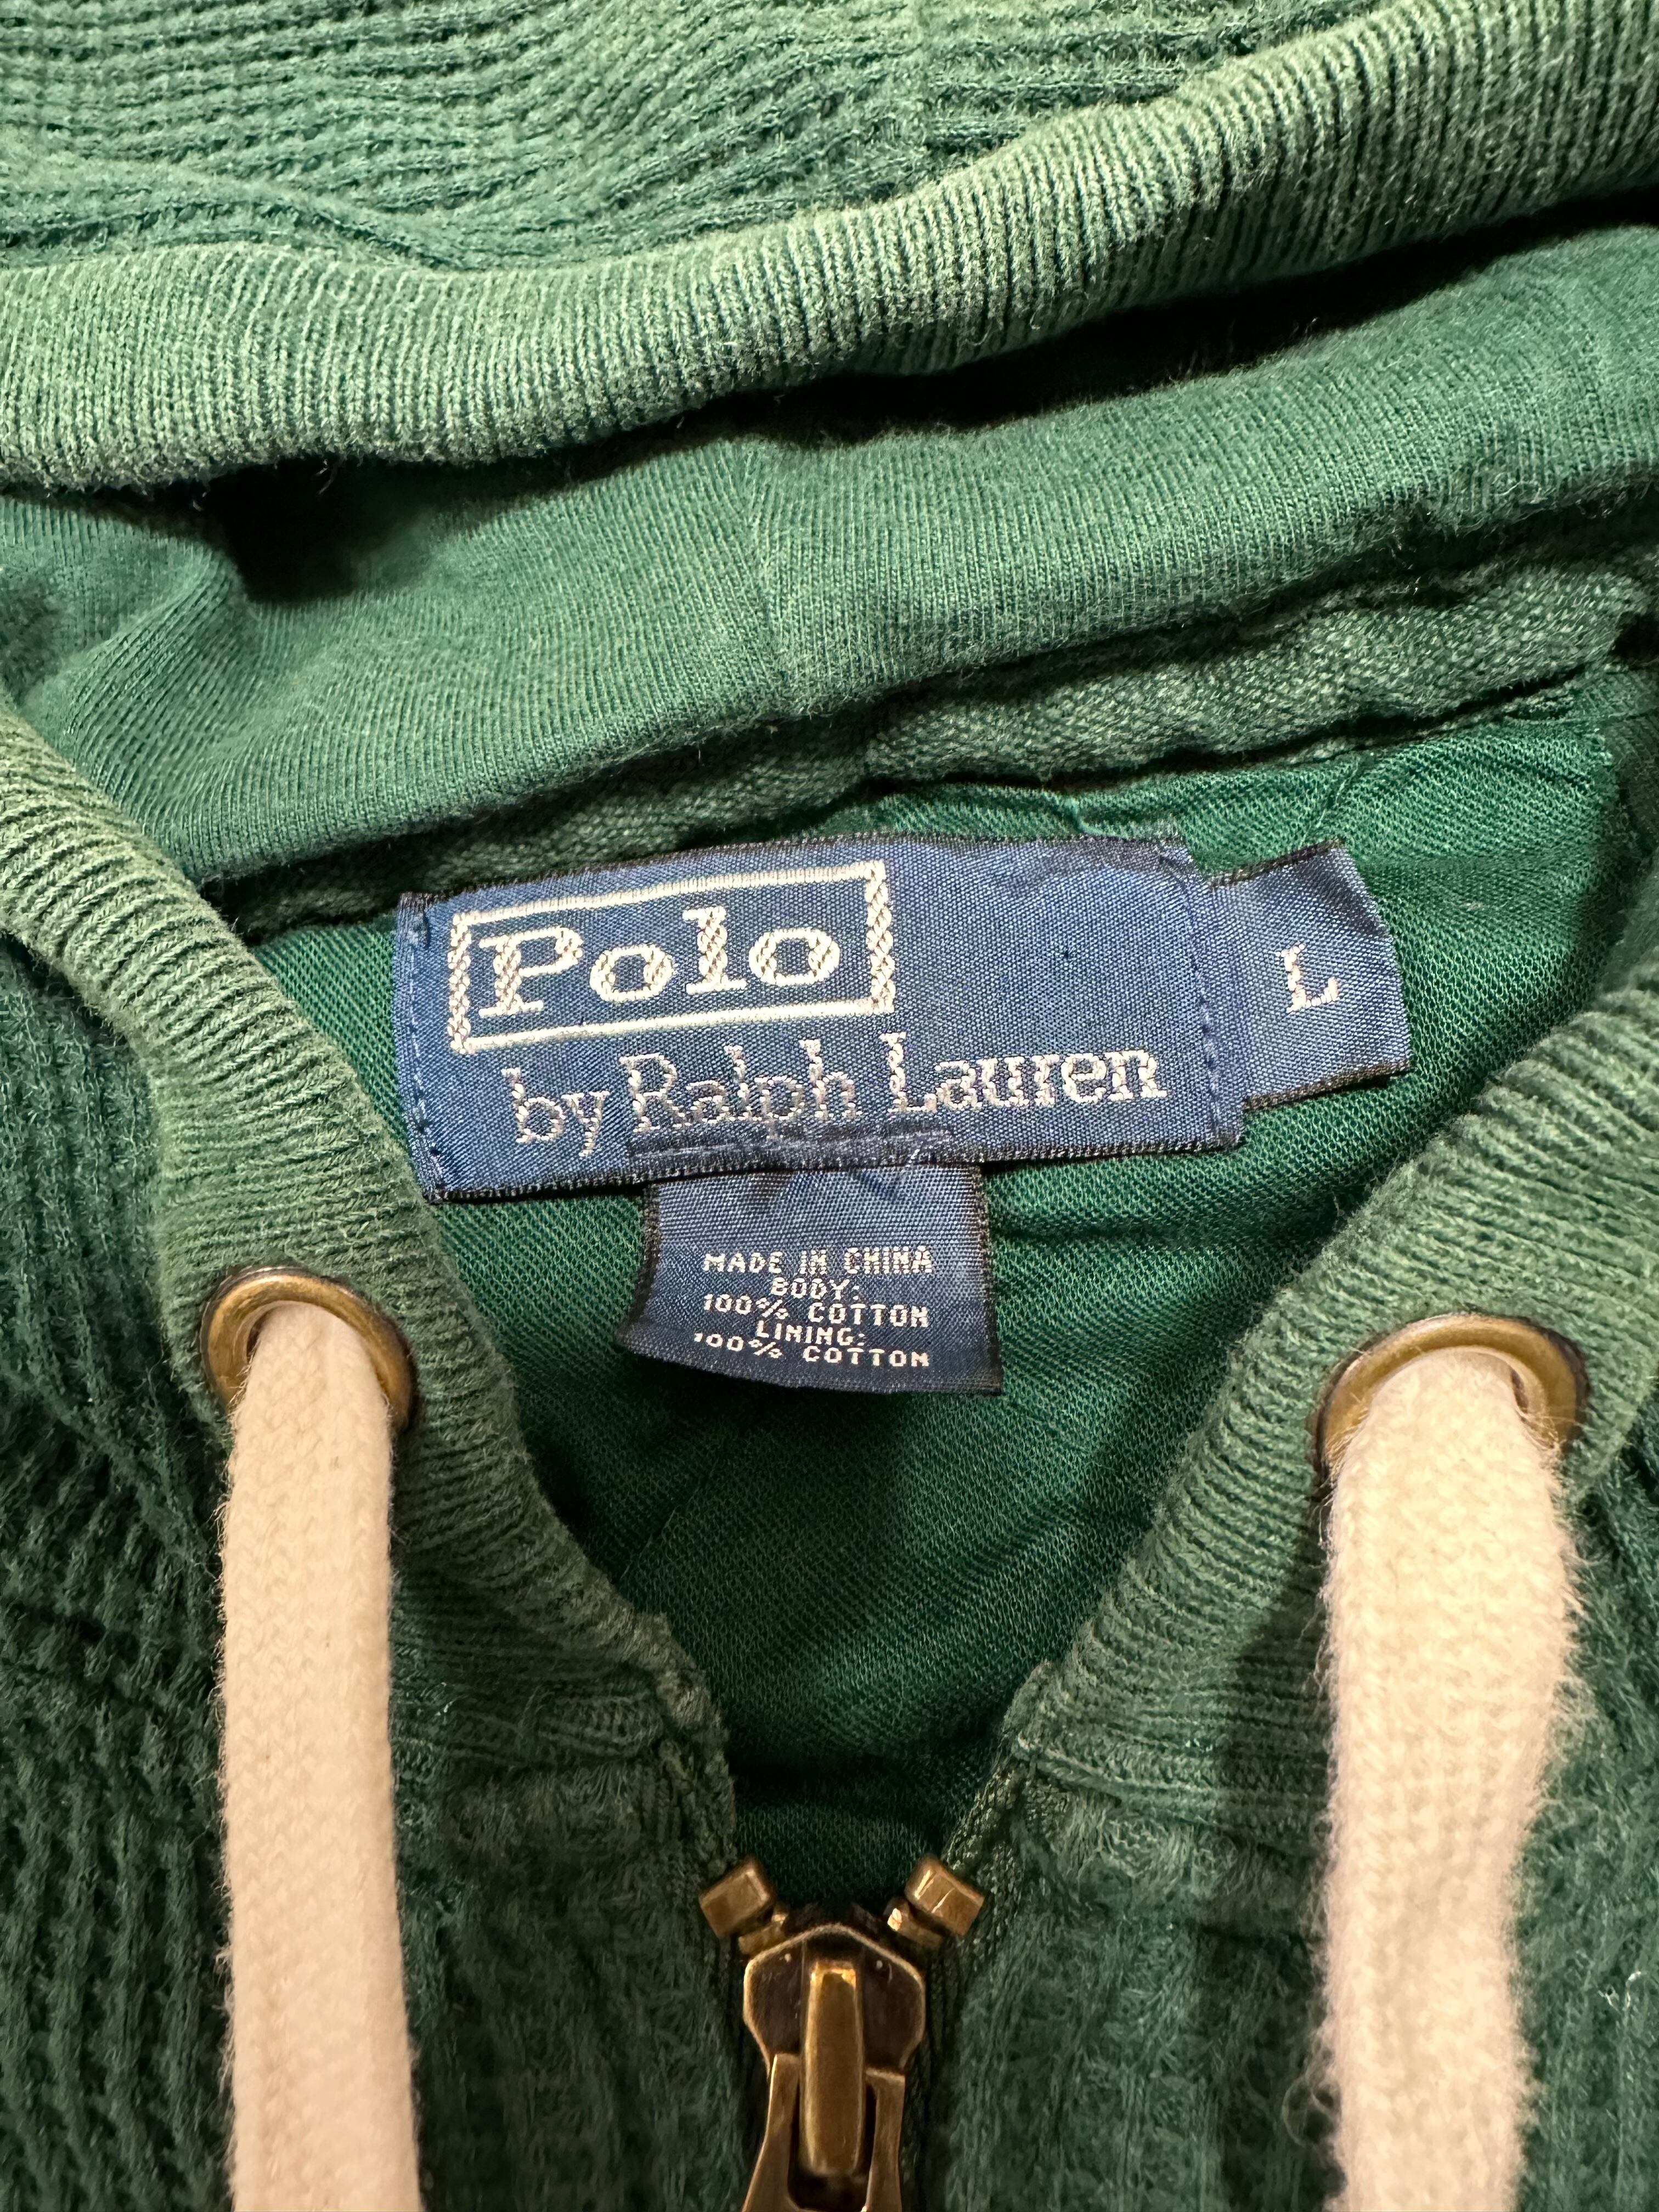 Polo
by Ralph Lauren
L
MADE IN CHINA
BODY:
100% COTTON
LINING:
100% COTTON